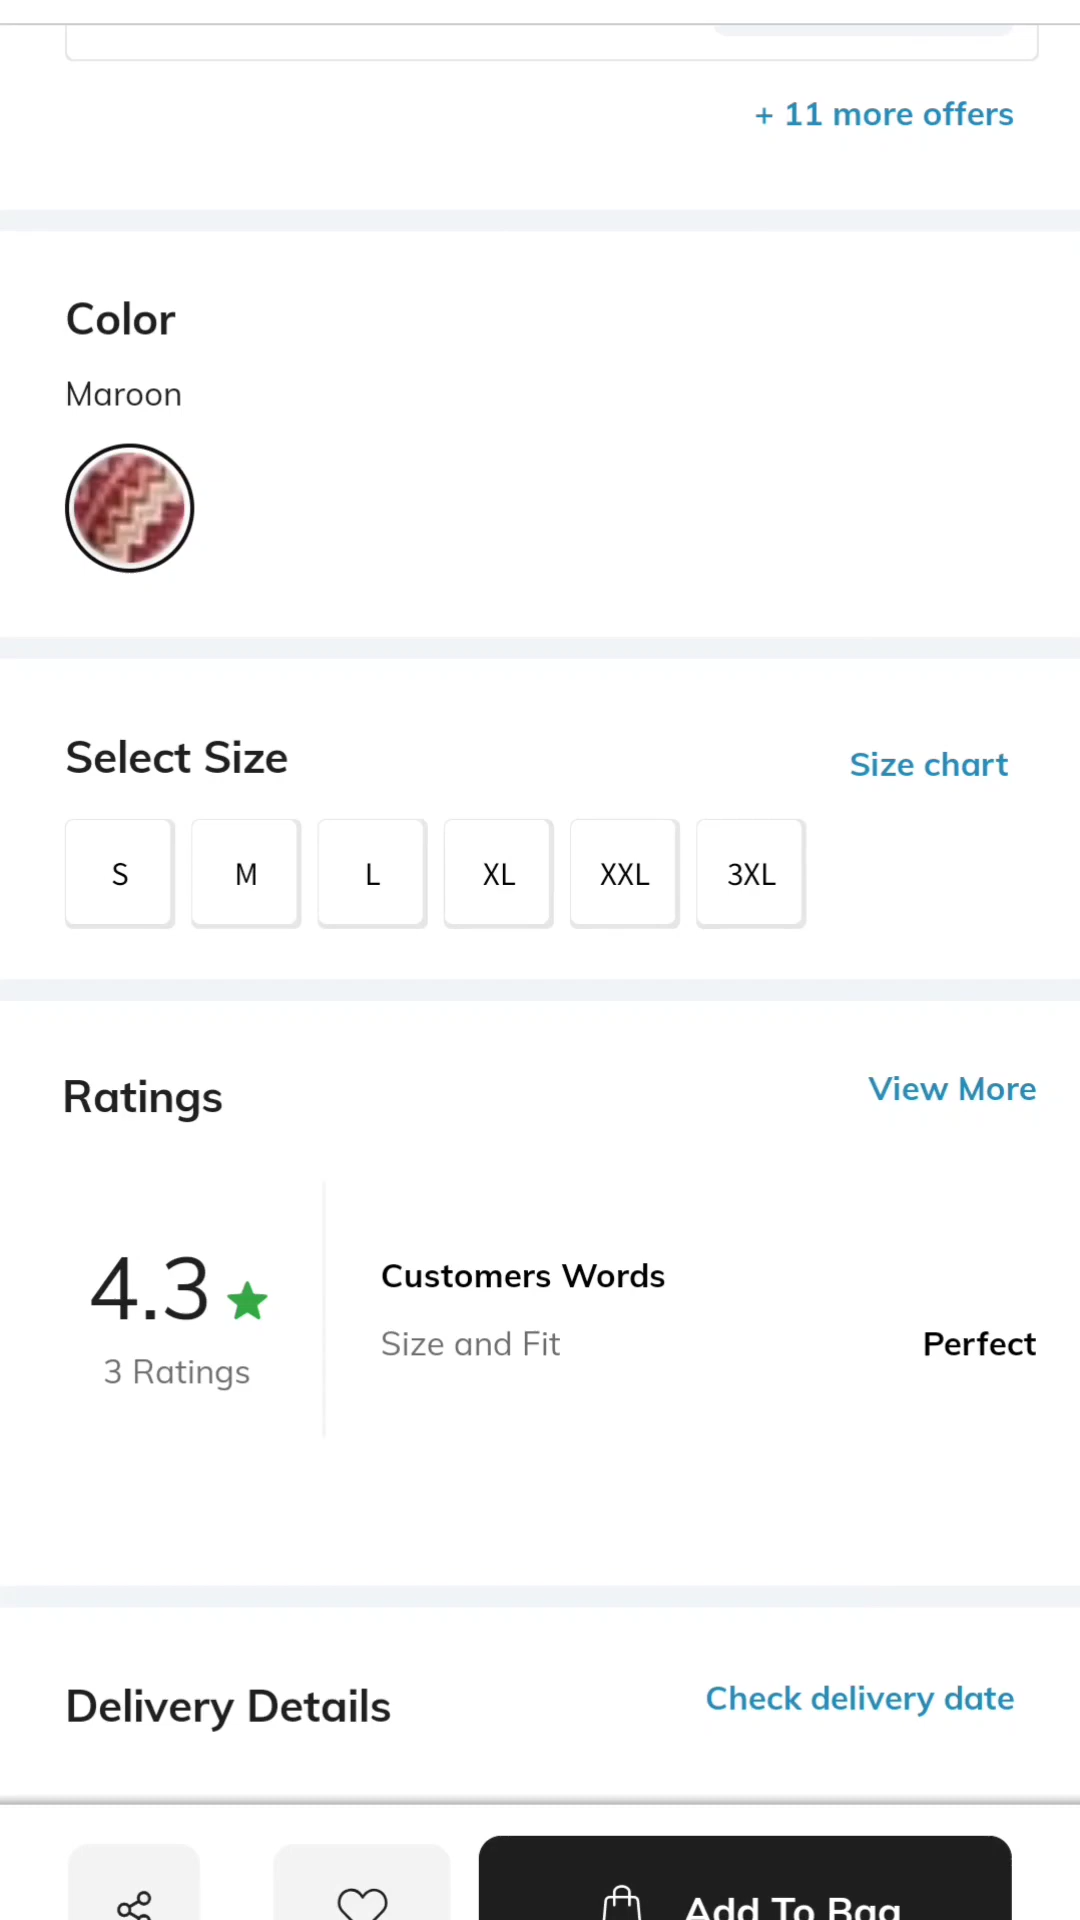 + 11 more offers
Color
Maroon
Select Size
Size chart
S M L XL XXL 3XL
Ratings
View More
4.3
3 Ratings
Customers Words
Size and Fit Perfect
Delivery Details
Check delivery date
Add To Bag